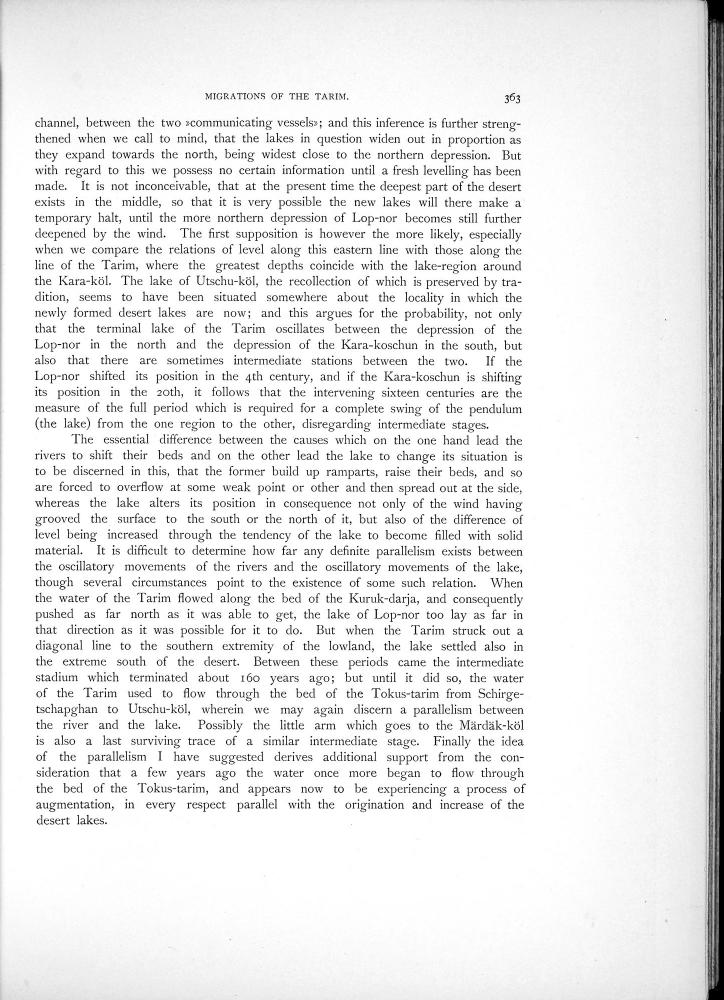 MIGRATIONS OF THE TARIM. 363
channel, between the two »communicating vessels»; and this inference is further streng-
thened when we call to mind, that the lakes in question widen out in proportion as
they expand towards the north, being widest close to the northern depression. But
with regard to this we possess no certain information until a fresh levelling has been
made. It is not inconceivable, that at the present time the deepest part of the desert
exists in the middle, so that it is very possible the new lakes will there make a
temporary halt, until the more northern depression of Lop-nor becomes still further
deepened by the wind. The first supposition is however the more likely, especially
when we compare the relations of level along this eastern line with those along the
line of the Tarim, where the greatest depths coincide with the lake-region around
the Kara-köl. The lake of Utschu-köl, the recollection of which is preserved by tra-
dition, seems to have been situated somewhere about the locality in which the
newly formed desert lakes are now; and this argues for the probability, not only
that the terminal lake of the Tarim oscillates between the depression of the
Lop-nor in the north and the depression of the Kara-koschun in the south, but
also that there are sometimes intermediate stations between the two. If the
Lop-nor shifted its position in the 4th century, and if the Kara-koschun is shifting
its position in the 20th, it follows that the intervening sixteen centuries are the
measure of the full period which is required for a complete swing of the pendulum
(the lake) from the one region to the other, disregarding intermediate stages.
The essential difference between the causes which on the one hand lead the
rivers to shift their beds and on the other lead the lake to change its situation is
to be discerned in this, that the former build up ramparts, raise their beds, and so
are forced to overflow at some weak point or other and then spread out at the side,
whereas the lake alters its position in consequence not only of the wind having
grooved the surface to the south or the north of it, but also of the difference of
level being increased through the tendency of the lake to become filled with solid
material. It is difficult to determine how far any definite parallelism exists between
the oscillatory movements of the rivers and the oscillatory movements of the lake,
though several circumstances point to the existence of some such relation. When
the water of the Tarim flowed along the bed of the Kuruk-darja, and consequently
pushed as far north as it was able to get, the lake of Lop-nor too lay as far in
that direction as it was possible for it to do. But when the Tarim struck out a
diagonal line to the southern extremity of the lowland, the lake settled also in
the extreme south of the desert. Between these periods came the intermediate
stadium which terminated about 160 years ago; but until it did so, the water
of the Tarim used to flow through the bed of the Tokus-tarim from Schirge-
tschapghan to Utschu-köl, wherein we may again discern a parallelism between
the river and the lake. Possibly the little arm which goes to the Märdäk-köl
is also a last surviving trace of a similar intermediate stage. Finally the idea
of the parallelism I have suggested derives additional support from the con-
sideration that a few years ago the water once more began to flow through
the bed of the Tokus-tarim, and appears now to be experiencing a process of
augmentation, in every respect parallel with the origination and increase of the
desert lakes.